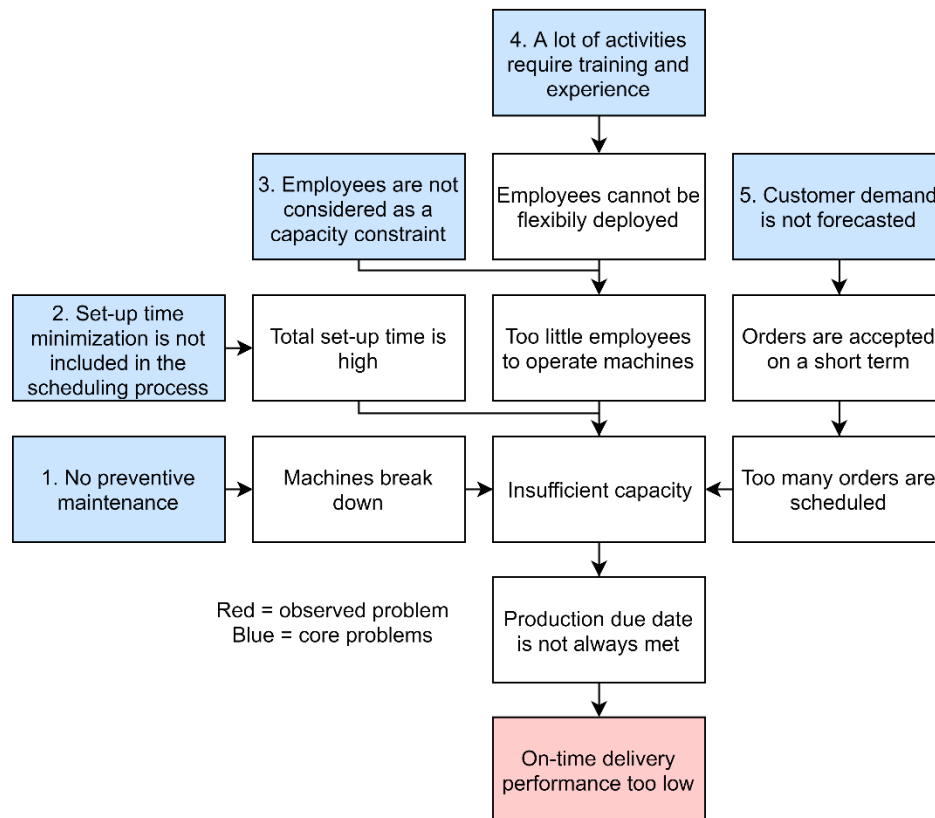 4. A lot of activities
require training and
experience
3. Employees are not
considered as a
capacity constraint
Employees cannot be
flexibily deployed
5. Customer demand
is not forecasted
2. Set-up time
minimization is not
included in the
scheduling process
Total set-up time is
high
Too little employees
to operate machines
Orders are accepted
on a short term
1. No preventive
maintenance
Machines break
down
Insufficient capacity
Too many orders are
scheduled
Red = observed problem
Blue = core problems
Production due date
is not always met
On-time delivery
performance too low